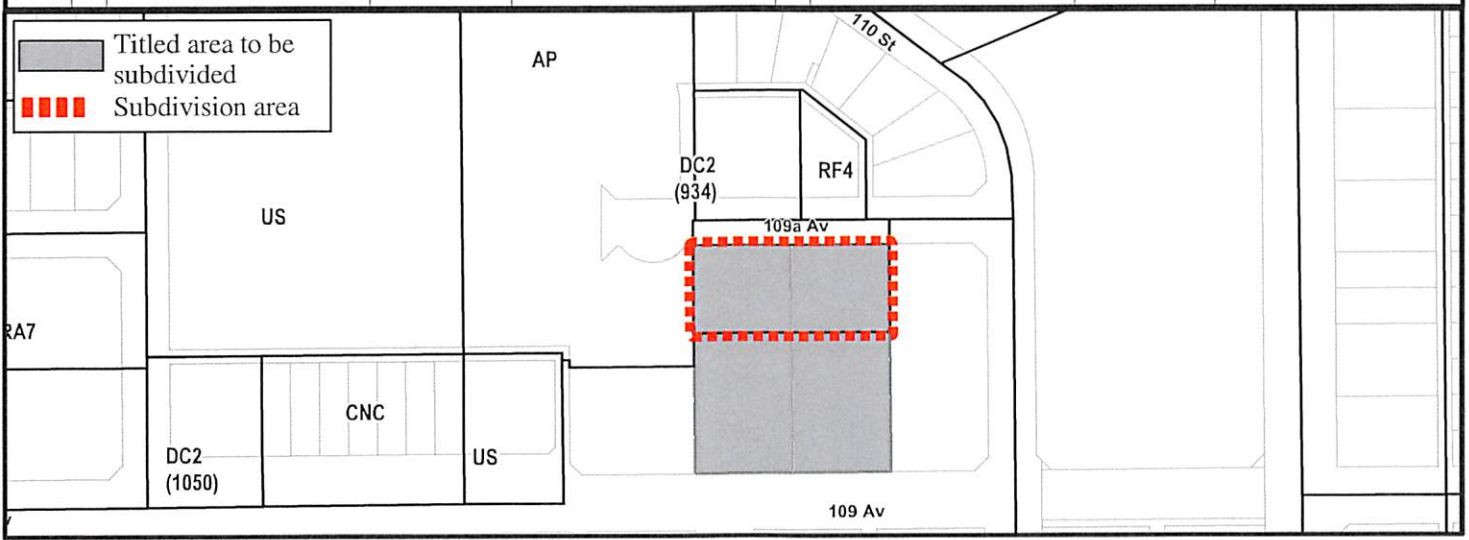 Titled area to be
subdivided
Subdivision area
110 St
AP
DC2
(934)
RF4
US
109a Av
RA7
CNC
DC2
(1050)
US
109 Av